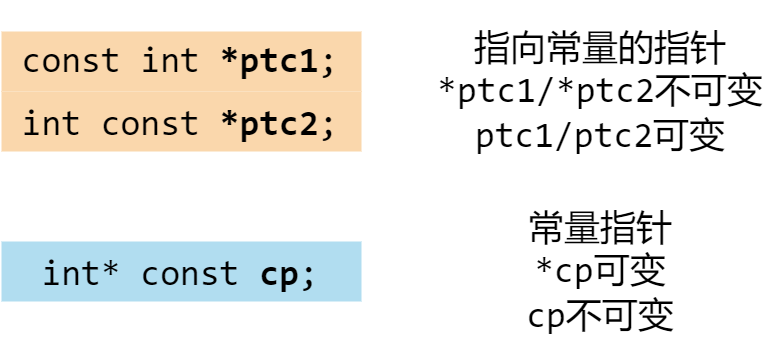 const int *ptc1;
int const *ptc2;
指向常量的指针
*ptc1/*ptc2不可变
ptc1/ptc2可变
int* const cp;
常量指针
*cp可变
cp不可变